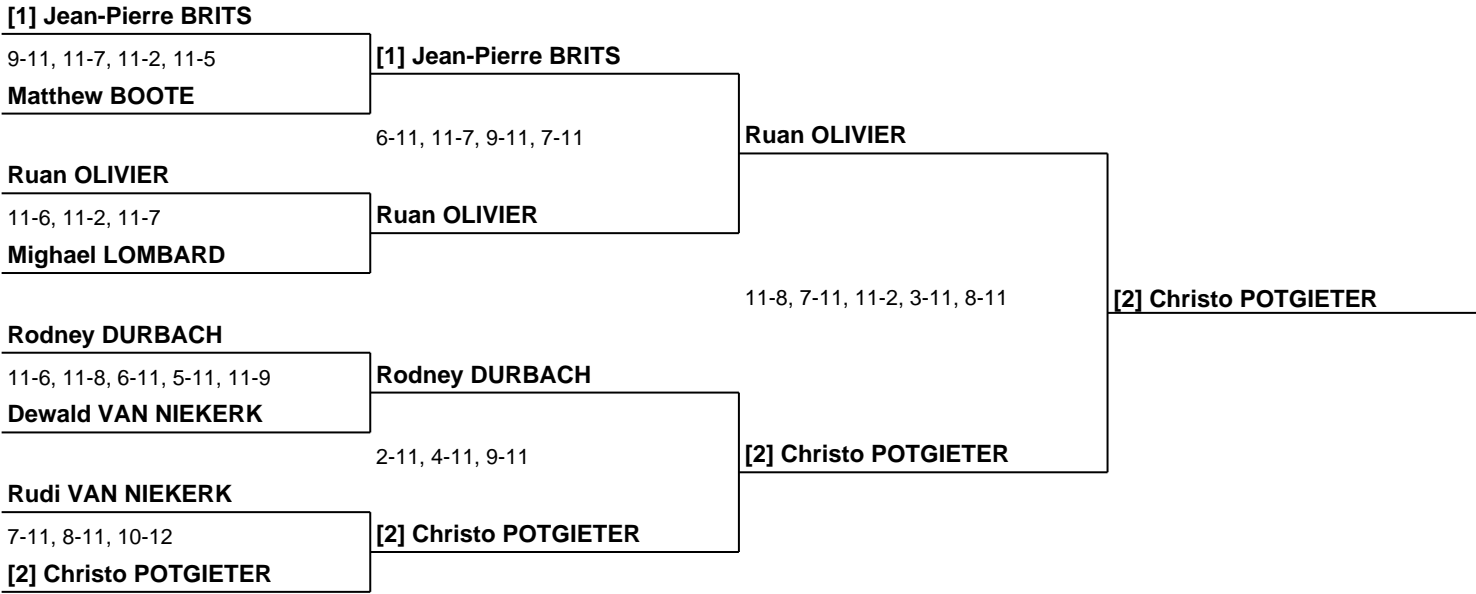 [1] Jean-Pierre BRITS
9-11, 11-7, 11-2, 11-5
[1] Jean-Pierre BRITS
Matthew BOOTE
6-11, 11-7, 9-11, 7-11
Ruan OLIVIER
Ruan OLIVIER
11-6, 11-2, 11-7
Ruan OLIVIER
Mighael LOMBARD
11-8, 7-11, 11-2, 3-11, 8-11
[2] Christo POTGIETER
Rodney DURBACH
11-6, 11-8, 6-11, 5-11, 11-9
Rodney DURBACH
Dewald VAN NIEKERK
2-11, 4-11, 9-11
[2] Christo POTGIETER
Rudi VAN NIEKERK
7-11, 8-11, 10-12
[2] Christo POTGIETER
[2] Christo POTGIETER